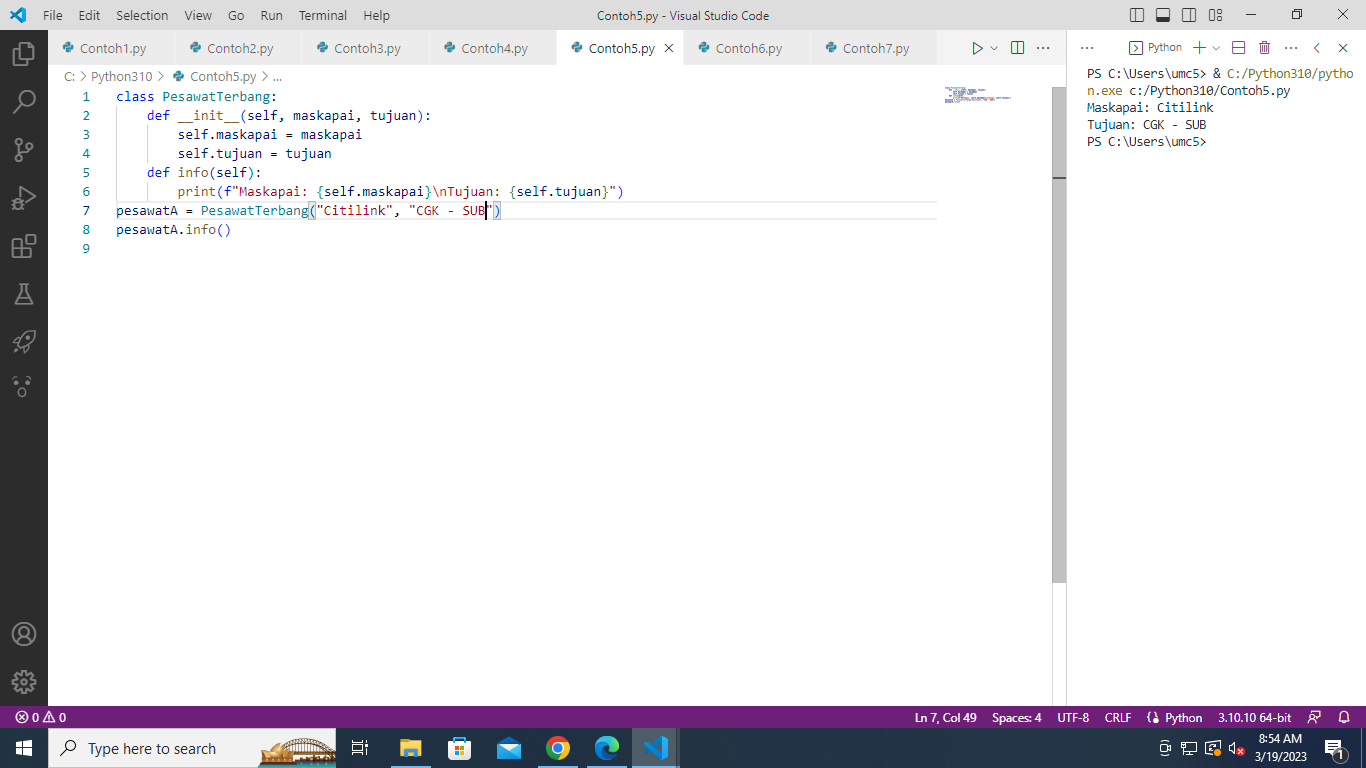 File Edit Selection View Go Run Terminal Help
Contoh5.py - Visual Studio Code
Contoh1.py Contoh2.py Contoh3.py Contoh4.py Contoh5.py Contoh6.py Contoh7.py
C: > Python310 > Contoh5.py > ...
1 class PesawatTerbang:
2     def __init__(self, maskapai, tujuan):
3         self.maskapai = maskapai
4         self.tujuan = tujuan
5     def info(self):
6         print(f"Maskapai: {self.maskapai}\nTujuan: {self.tujuan}")
7 pesawatA = PesawatTerbang("Citilink", "CGK - SUB")
8 pesawatA.info()
9
Python
PS C:\Users\umc5> & C:/Python310/pytho
n.exe c:/Python310/Contoh5.py
Maskapai: Citilink
Tujuan: CGK - SUB
PS C:\Users\umc5>
0 0 Ln 7, Col 49 Spaces: 4 UTF-8 CRLF Python 3.10.10 64-bit
Type here to search
8:54 AM
3/19/2023
1